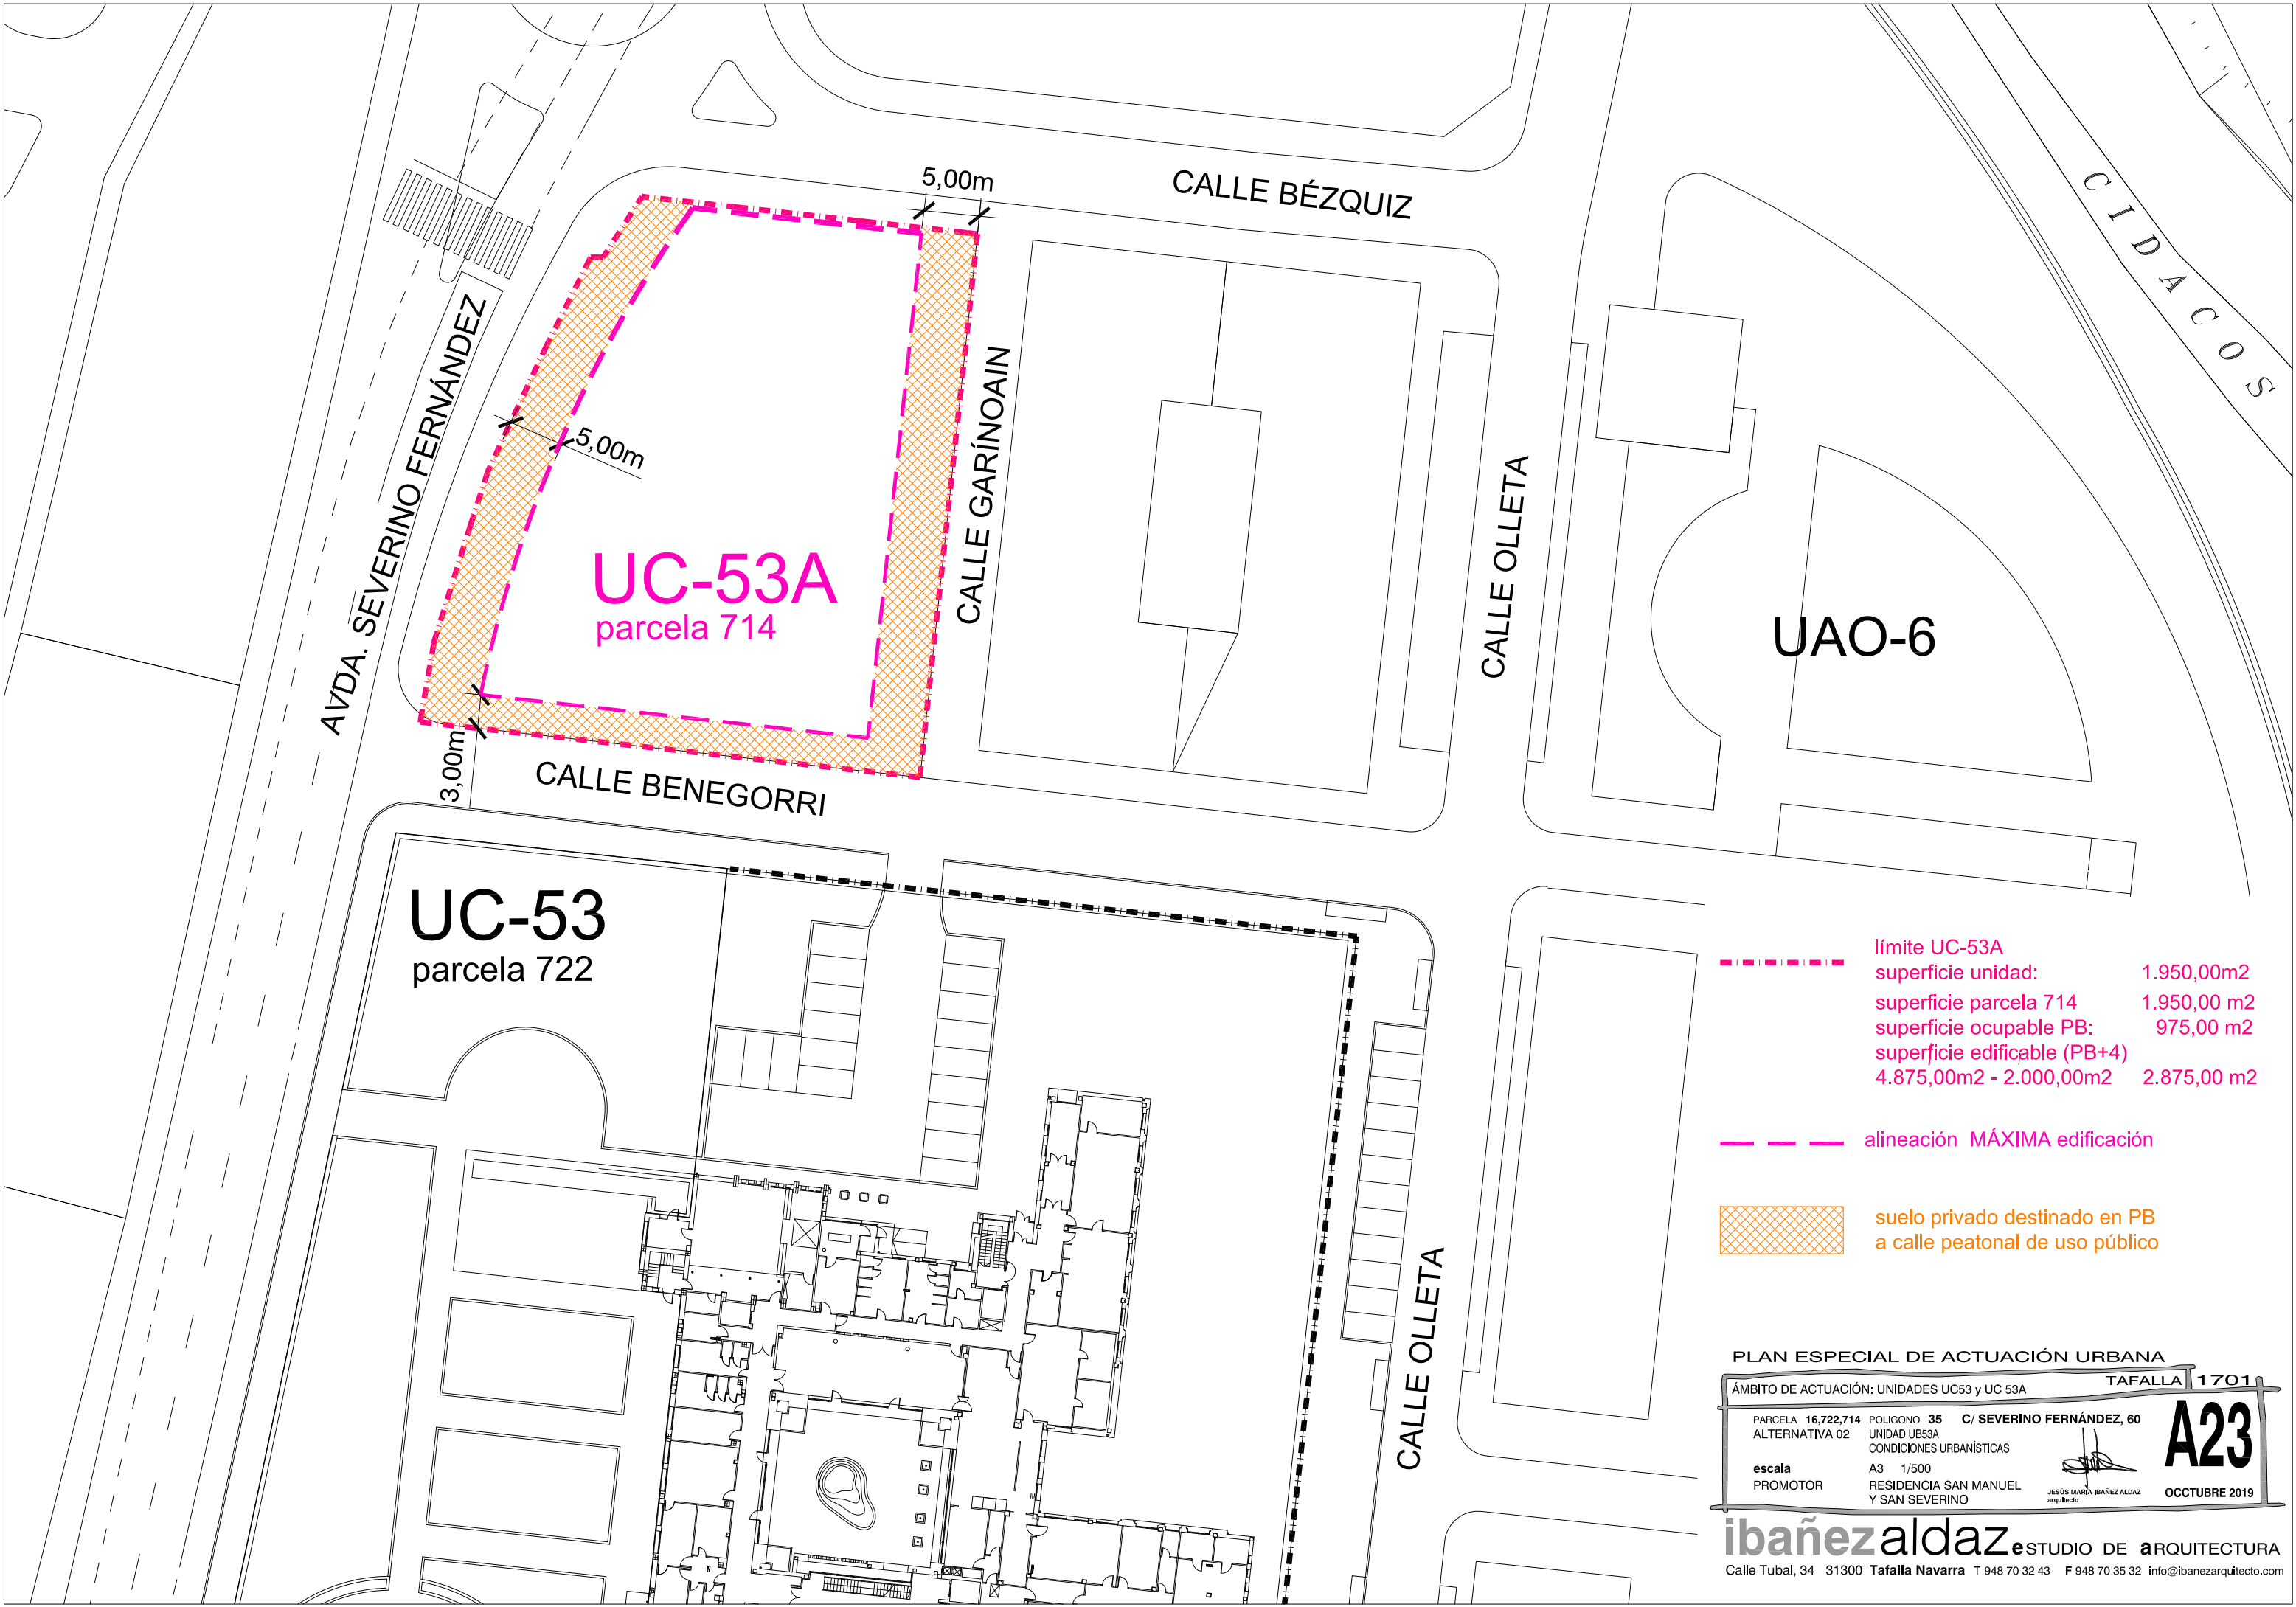 5,00m
CALLE BÉZQUIZ
CIDACOS
AVDA. SEVERINO FERNÁNDEZ
5,00m
CALLE GARÍNOAIN
CALLE OLLETA
UC-53A
parcela 714
UAO-6
3,00m
CALLE BENEGORRI
UC-53
parcela 722
CALLE OLLETA
límite UC-53A
superficie unidad: 1.950,00m2
superficie parcela 714 1.950,00 m2
superficie ocupable PB: 975,00 m2
superficie edificable (PB+4)
4.875,00m2 - 2.000,00m2 2.875,00 m2
alineación MÁXIMA edificación
suelo privado destinado en PB
a calle peatonal de uso público
PLAN ESPECIAL DE ACTUACIÓN URBANA
ÁMBITO DE ACTUACIÓN: UNIDADES UC53 y UC 53A TAFALLA 1701
PARCELA 16,722,714 POLIGONO 35 C/ SEVERINO FERNÁNDEZ, 60
ALTERNATIVA 02 UNIDAD UB53A
CONDICIONES URBANÍSTICAS
A23
escala A3 1/500
PROMOTOR RESIDENCIA SAN MANUEL
Y SAN SEVERINO
JESÚS MARÍA IBAÑEZ ALDAZ
arquitecto
OCCTUBRE 2019
ibañezaldaz eSTUDIO DE aRQUITECTURA
Calle Tubal, 34 31300 Tafalla Navarra T 948 70 32 43 F 948 70 35 32 info@ibanezarquitecto.com